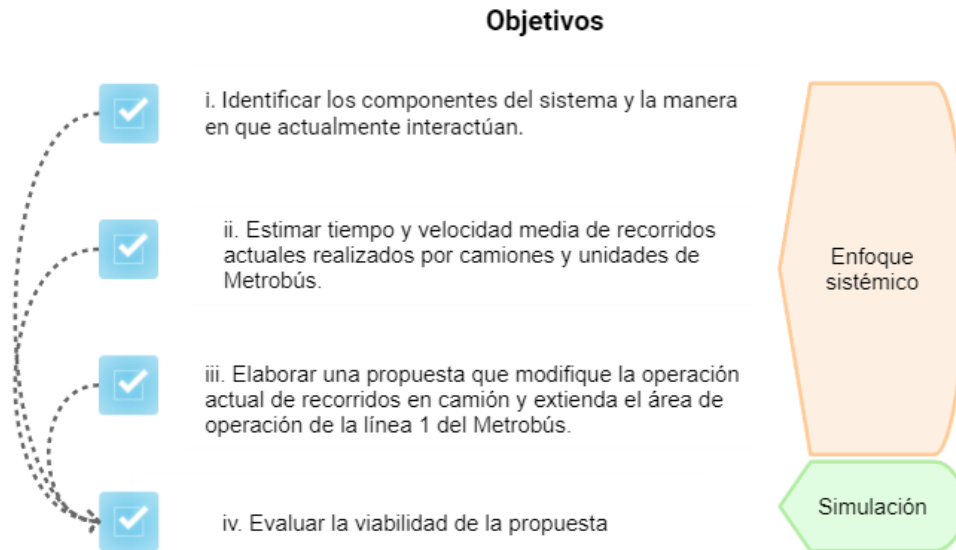 Objetivos
i. Identificar los componentes del sistema y la manera
en que actualmente interactúan.
ii. Estimar tiempo y velocidad media de recorridos
actuales realizados por camiones y unidades de
Metrobús.
Enfoque
sistémico
iii. Elaborar una propuesta que modifique la operación
actual de recorridos en camión y extienda el área de
operación de la línea 1 del Metrobús.
iv. Evaluar la viabilidad de la propuesta
Simulación